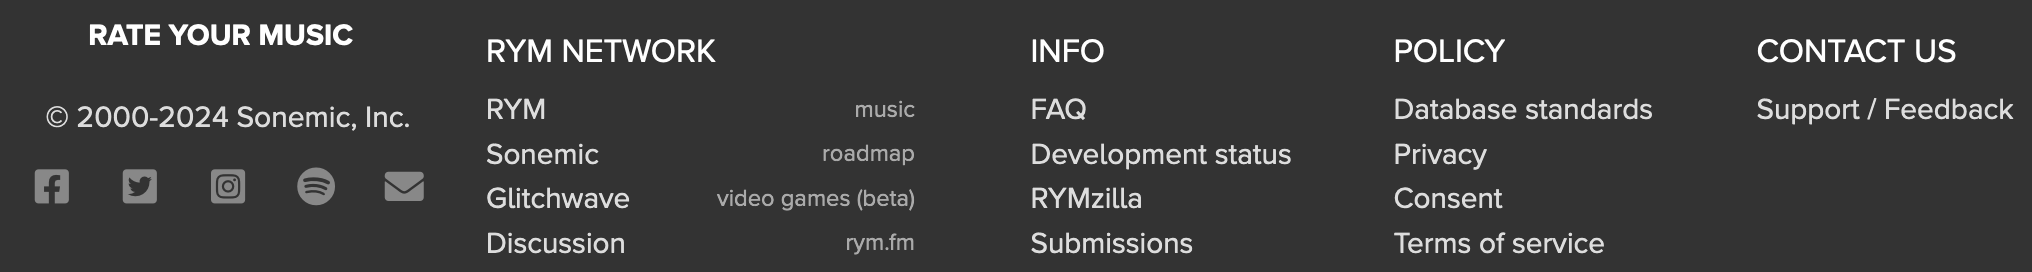 RATE YOUR MUSIC
© 2000-2024 Sonemic, Inc.
RYM NETWORK
RYM music
Sonemic roadmap
Glitchwave video games (beta)
Discussion rym.fm
INFO
FAQ
Development status
RYMzilla
Submissions
POLICY
Database standards
Privacy
Consent
Terms of service
CONTACT US
Support / Feedback